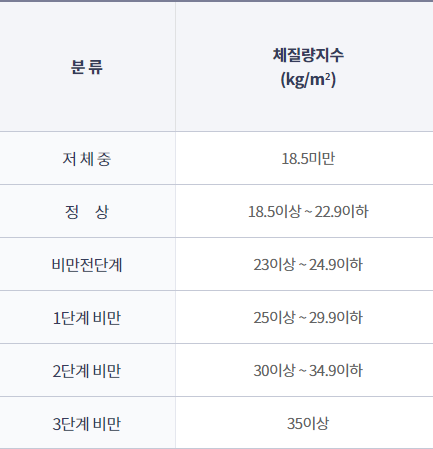 분 류
체질량지수
(kg/m²)
저 체 중
18.5미만
정 상
18.5이상 ~ 22.9이하
비만전단계
23이상 ~ 24.9이하
1단계 비만
25이상 ~ 29.9이하
2단계 비만
30이상 ~ 34.9이하
3단계 비만
35이상